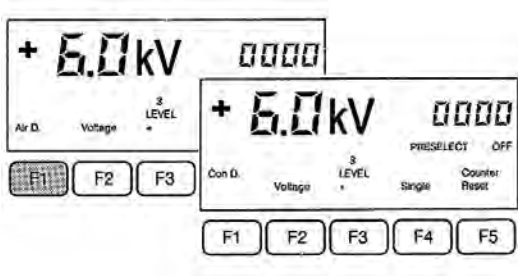 + 6.0 kV 0000
3
LEVEL
Air D. Voltage
F1 F2 F3
+ 6.0 kV 0000
PRESELECT OFF
3
LEVEL
Con D. Voltage Single Counter Reset
F1 F2 F3 F4 F5